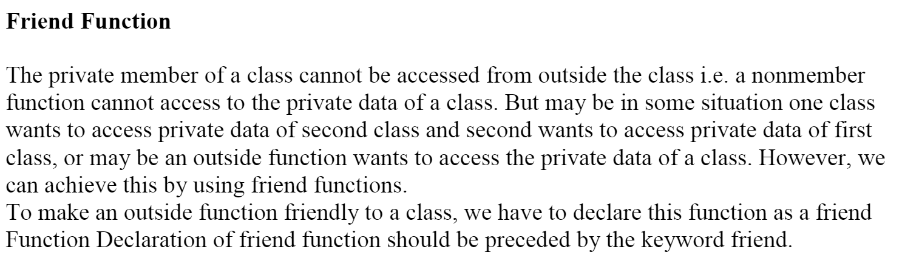 Friend Function
The private member of a class cannot be accessed from outside the class i.e. a nonmember
function cannot access to the private data of a class. But may be in some situation one class
wants to access private data of second class and second wants to access private data of first
class, or may be an outside function wants to access the private data of a class. However, we
can achieve this by using friend functions.
To make an outside function friendly to a class, we have to declare this function as a friend
Function Declaration of friend function should be preceded by the keyword friend.